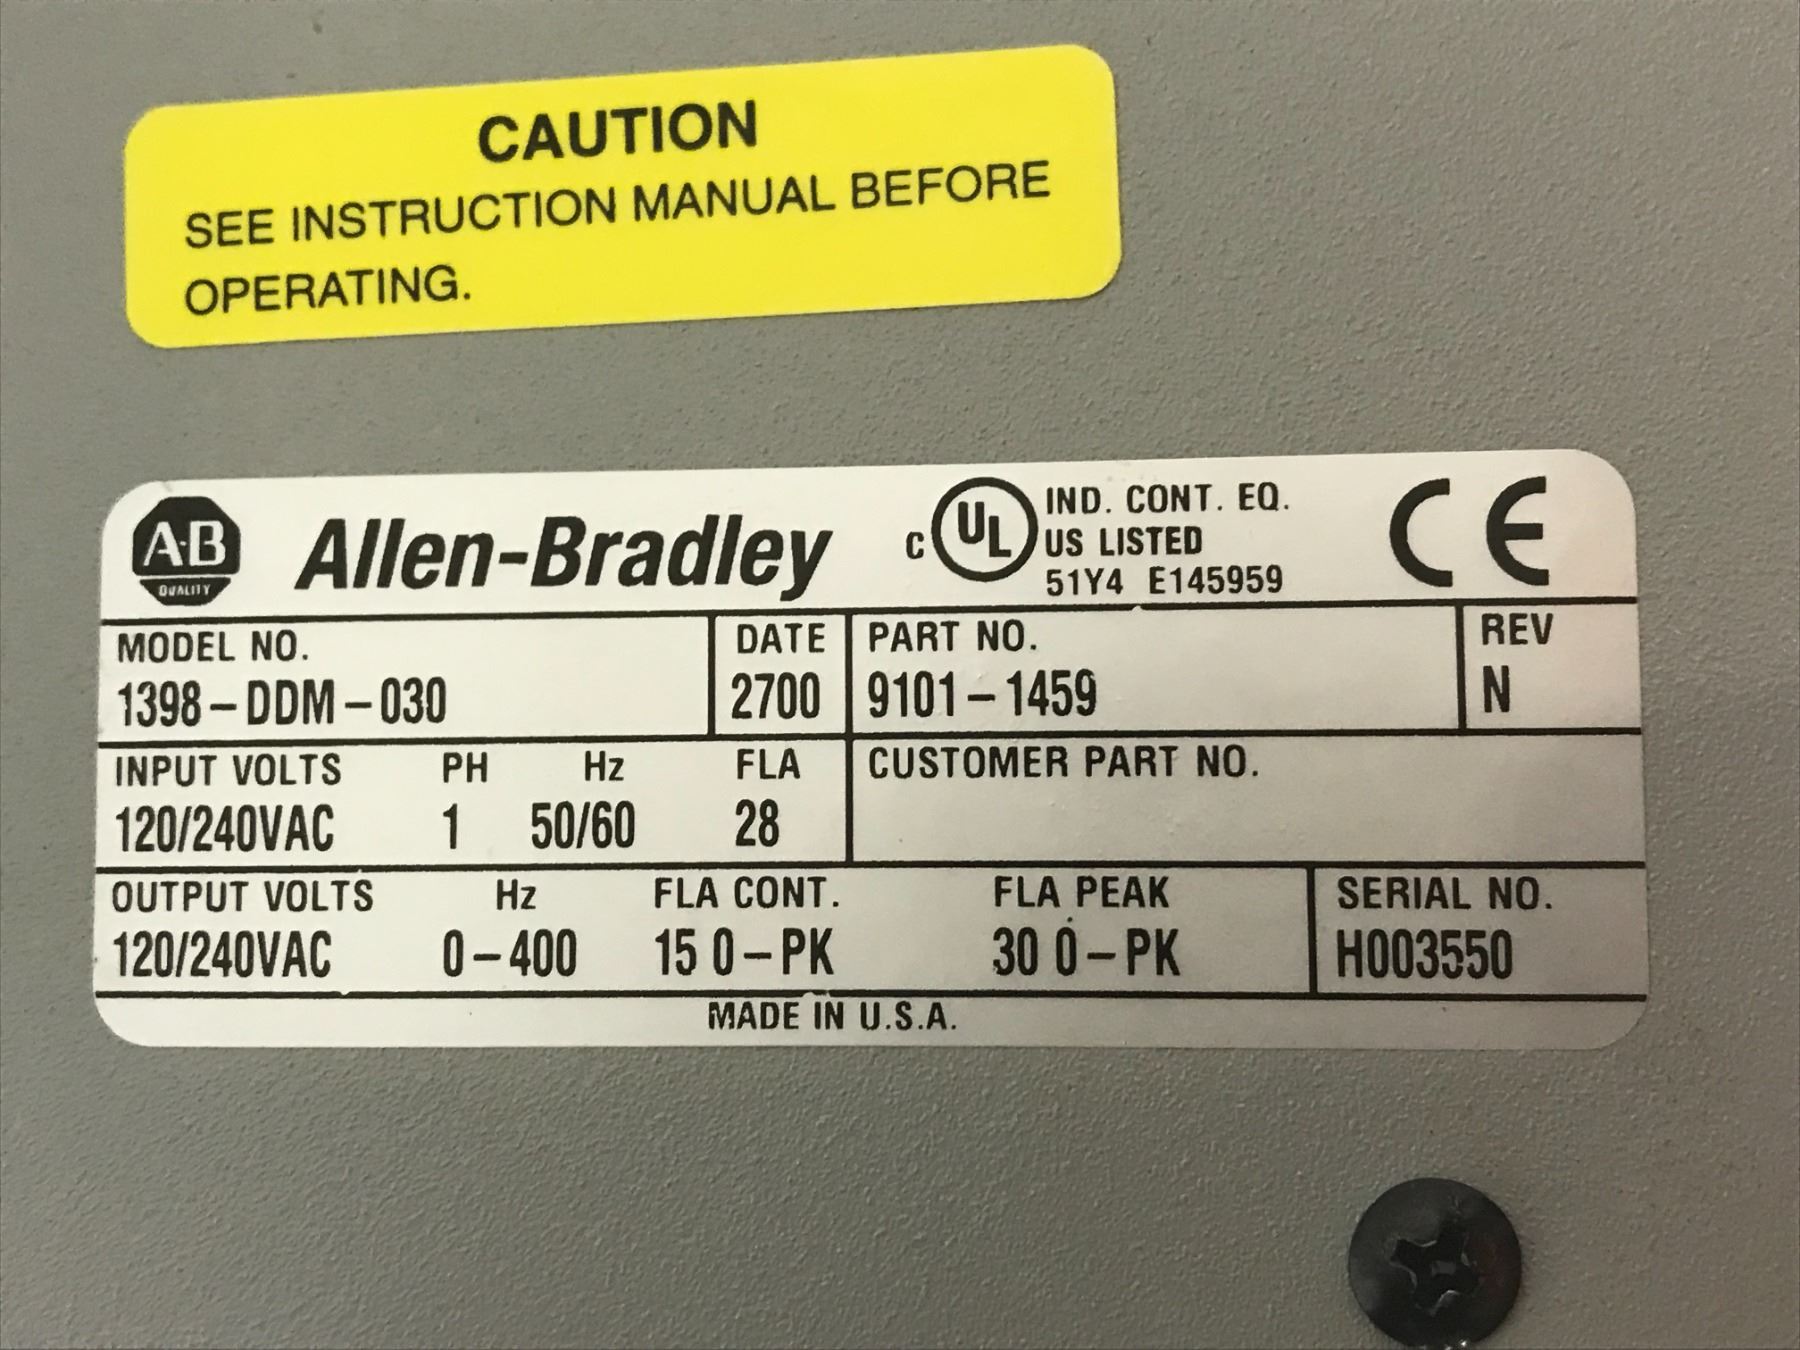 CAUTION
SEE INSTRUCTION MANUAL BEFORE
OPERATING.
A-B
QUALITY
Allen-Bradley
c UL IND. CONT. EQ.
US LISTED
51Y4 E145959
CE
MODEL NO. DATE PART NO. REV
1398-DDM-030 2700 9101-1459 N
INPUT VOLTS PH Hz FLA CUSTOMER PART NO.
120/240VAC 1 50/60 28
OUTPUT VOLTS Hz FLA CONT. FLA PEAK SERIAL NO.
120/240VAC 0-400 15 0-PK 30 0-PK H003550
MADE IN U.S.A.